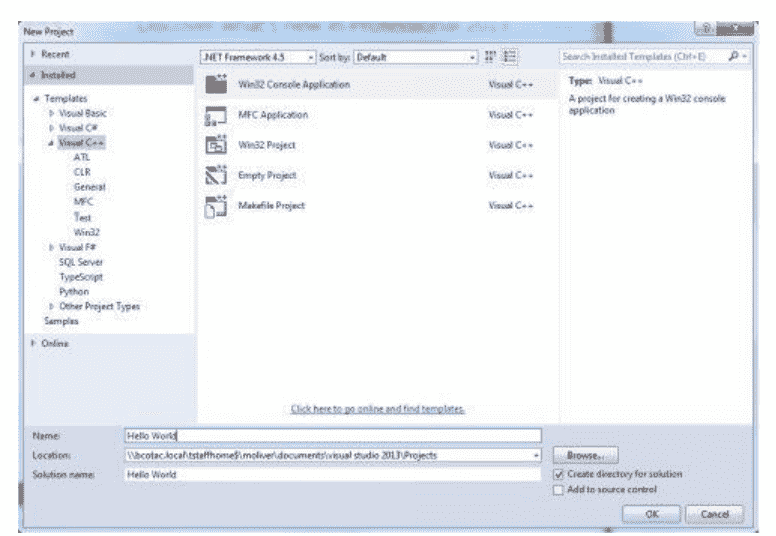 New Project
Recent
.NET Framework 4.5
Sort by: Default
Search Installed Templates (Ctrl+E)
Installed
Templates
Visual Basic
Visual C#
Visual C++
ATL
CLR
General
MFC
Test
Win32
Visual F#
SQL Server
TypeScript
Python
Other Project Types
Samples
Online
Win32 Console Application Visual C++
MFC Application Visual C++
Win32 Project Visual C++
Empty Project Visual C++
Makefile Project Visual C++
Click here to go online and find templates.
Type: Visual C++
A project for creating a Win32 console
application
Name: Hello World
Location: \\bcotac.local\tstaffhome$\moliver\documents\visual studio 2013\Projects
Browse...
Solution name: Hello World
Create directory for solution
Add to source control
OK Cancel